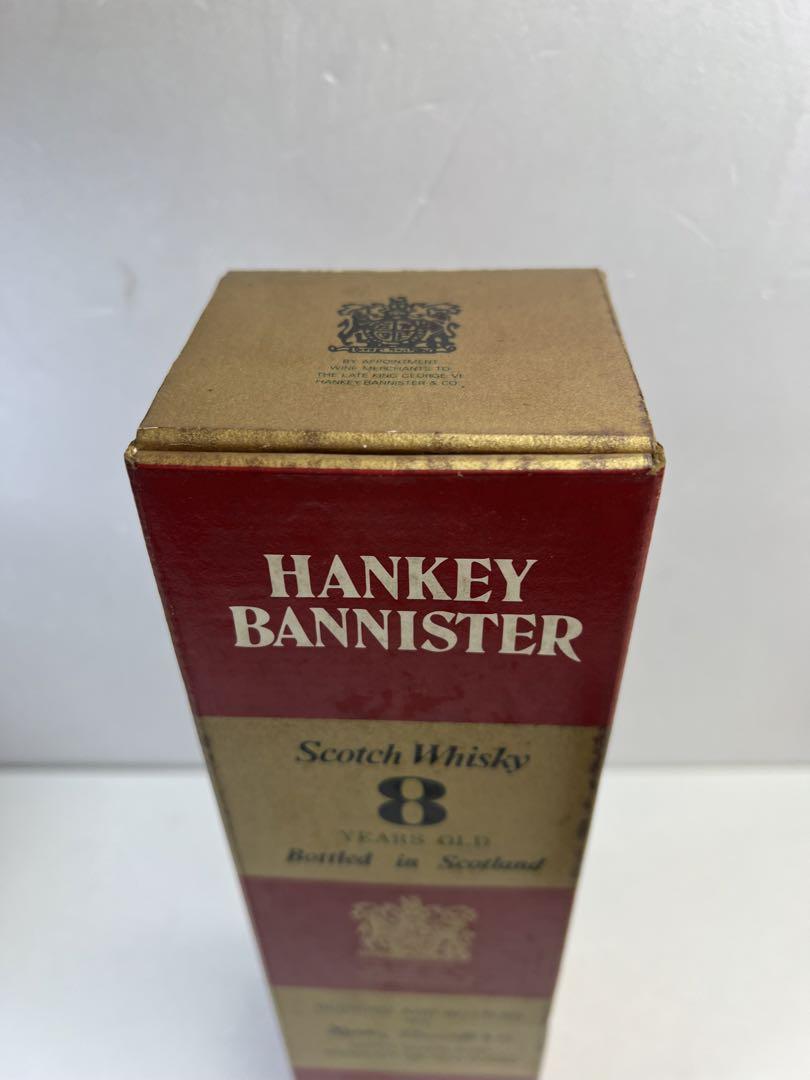 BY APPOINTMENT
WINE MERCHANTS TO
THE LATE KING GEORGE VI
HANKEY BANNISTER & CO.
HANKEY
BANNISTER
Scotch Whisky
8
YEARS OLD
Bottled in Scotland